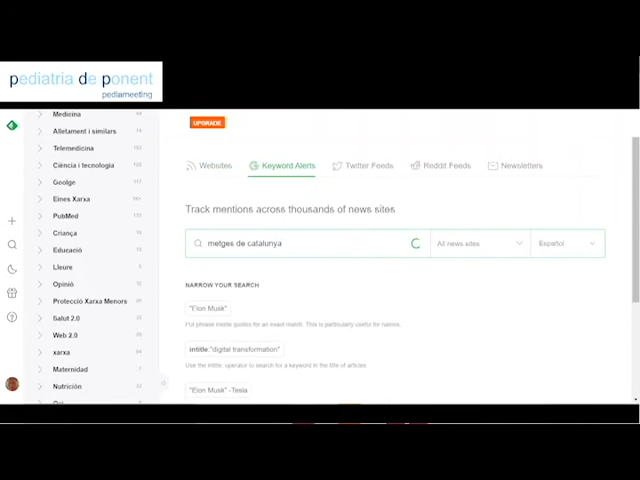 pediatria de ponent
pediameeting
Medicina
Alletament i similars 14
Telemedicina
Ciència i tecnologia
Goolge
Eines Xarxa 1K+
PubMed
Criança
Educació
Lleure
Opinió
Protecció Xarxa Menors
Salut 2.0
Web 2.0
xarxa
Maternidad
Nutrición
UPGRADE
Websites
Keyword Alerts
Twitter Feeds
Reddit Feeds
Newsletters
Track mentions across thousands of news sites
metges de catalunya
All news sites
Español
NARROW YOUR SEARCH
"Elon Musk"
Put phrase inside quotes for an exact match. This is particularly useful for names.
intitle:"digital transformation"
Use the intitle: operator to search for a keyword in the title of articles
"Elon Musk" -Tesla